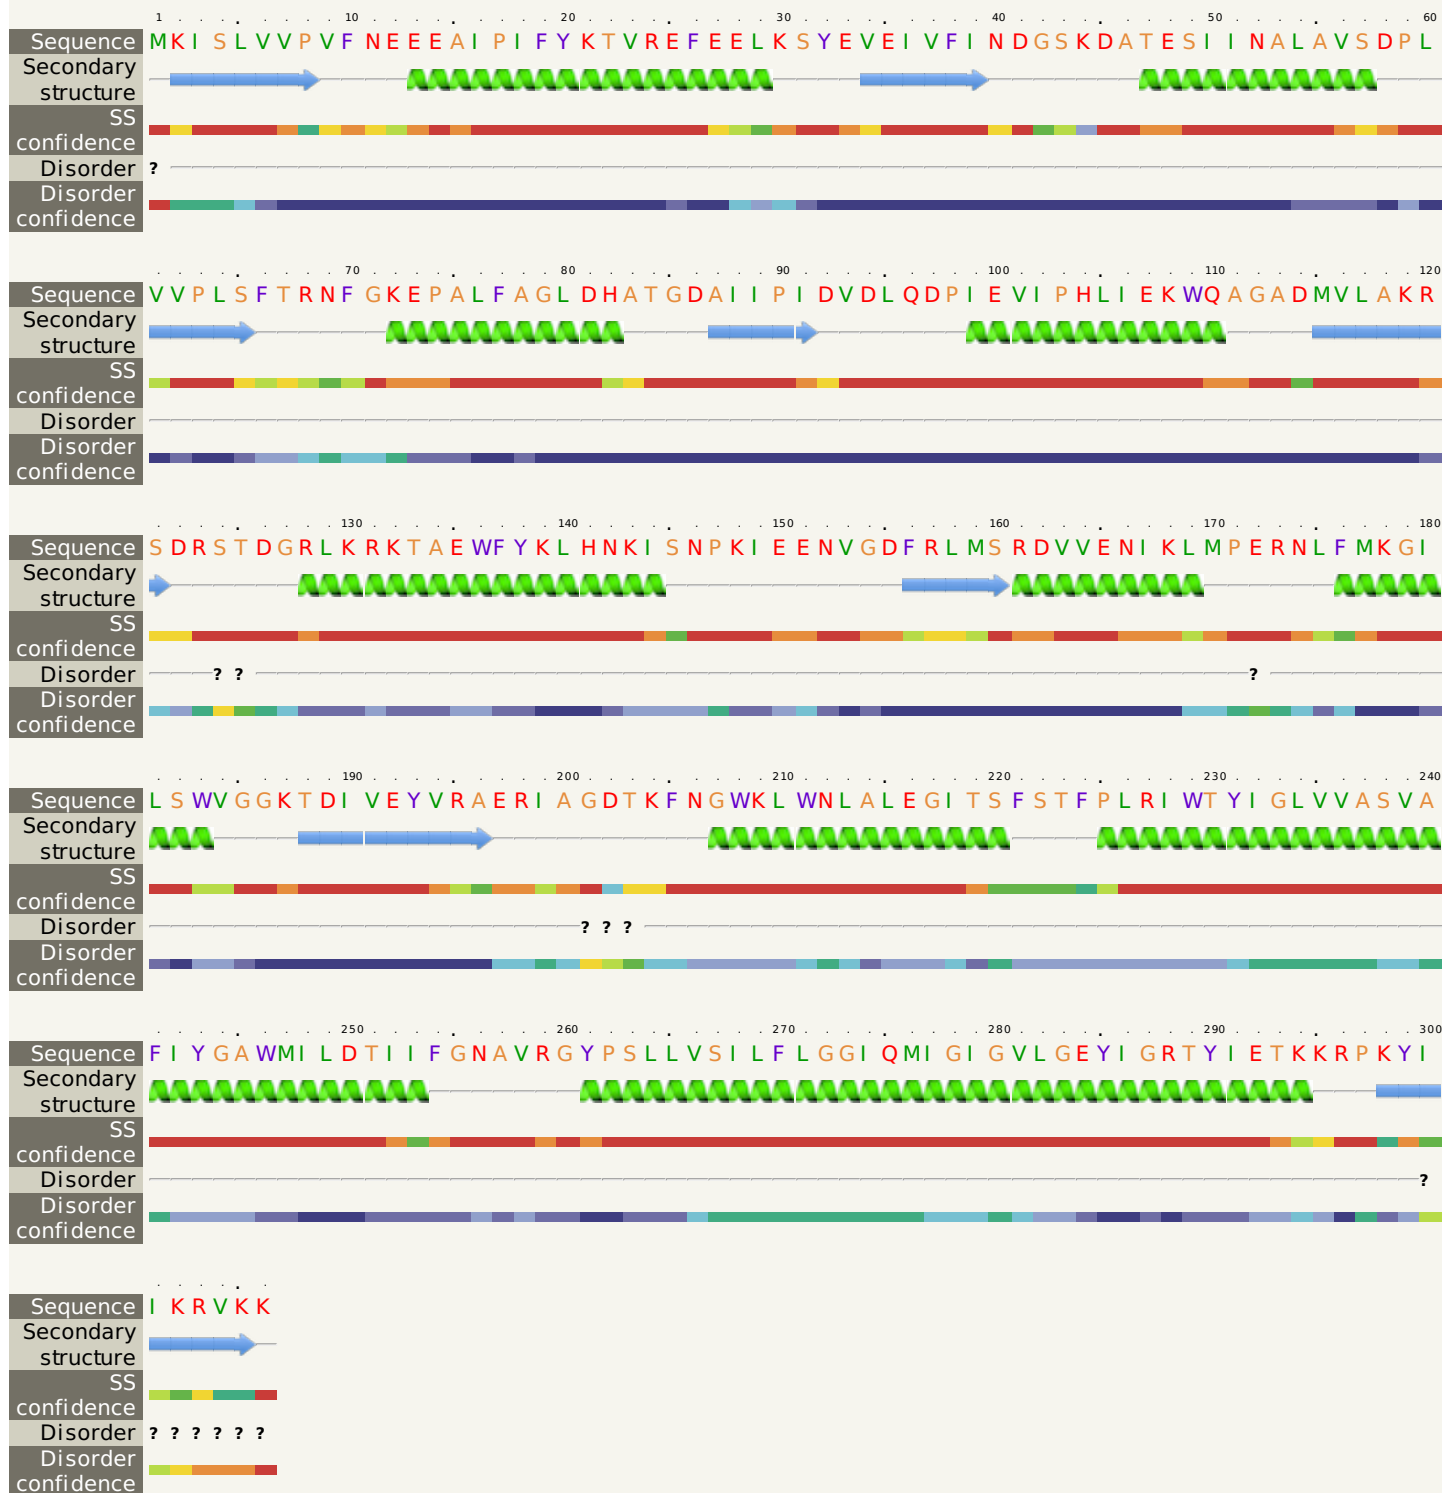 1 10 20 30 40 50 60
Sequence MKISLVVPVFNEEEAIPIFYKTVREFEELKSYEVEIVFINDGSKDATESIINALAVSDPL
Secondary
structure
SS
confidence
Disorder ?
Disorder
confidence
70 80 90 100 110 120
Sequence VVPLSFTRNFGKEPALFAGLDHATGDAIIPIDVDLQDPIEVIPHLIEKWQAGADMVLAKR
Secondary
structure
SS
confidence
Disorder
Disorder
confidence
130 140 150 160 170 180
Sequence SDRSTDGRLKRKTAEWFYKLHNKISNPKIEENVGDFRLMSRDVVENIKLMPERNLFMKGI
Secondary
structure
SS
confidence
Disorder ? ? ?
Disorder
confidence
190 200 210 220 230 240
Sequence LSWVGGKTDIVEYVRAERIAGDTKFNGWKLWNLALEGITSFSTFPLRIWTYIGLVVASVA
Secondary
structure
SS
confidence
Disorder ? ? ?
Disorder
confidence
250 260 270 280 290 300
Sequence FIYGAWMILDTIIFGNAVRGYPSLLVSILFLGGIQMIGIGVLGEYIGRTYIETKKRPKYI
Secondary
structure
SS
confidence
Disorder ?
Disorder
confidence
Sequence IKRVKK
Secondary
structure
SS
confidence
Disorder ? ? ? ? ? ?
Disorder
confidence